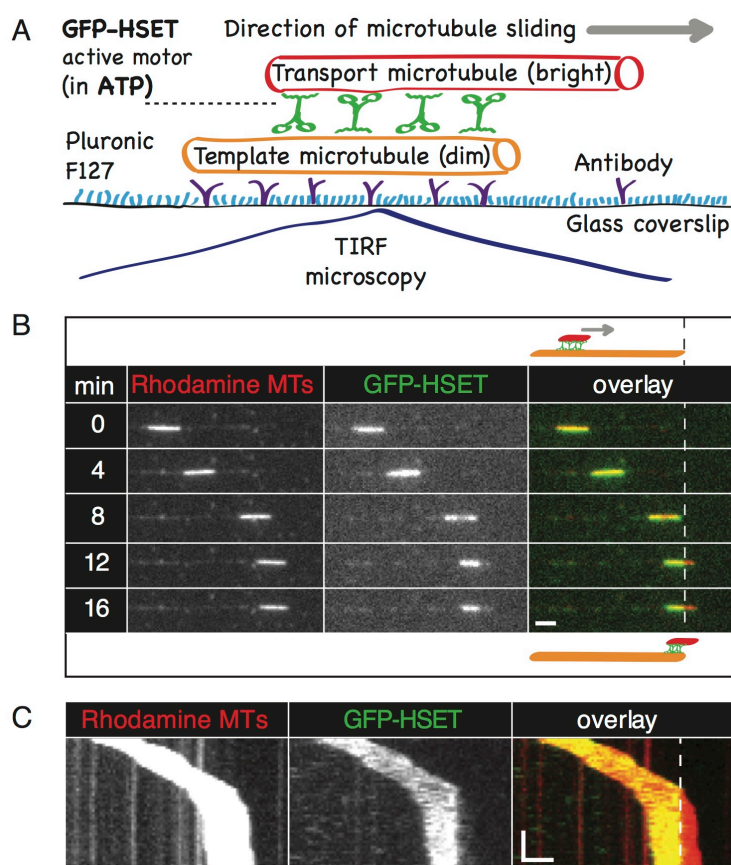 A
GFP-HSET
active motor
(in ATP)
Direction of microtubule sliding
Transport microtubule (bright)
Pluronic
F127
Template microtubule (dim)
Antibody
Glass coverslip
TIRF
microscopy
B
min Rhodamine MTs GFP-HSET overlay
0
4
8
12
16
C
Rhodamine MTs GFP-HSET overlay